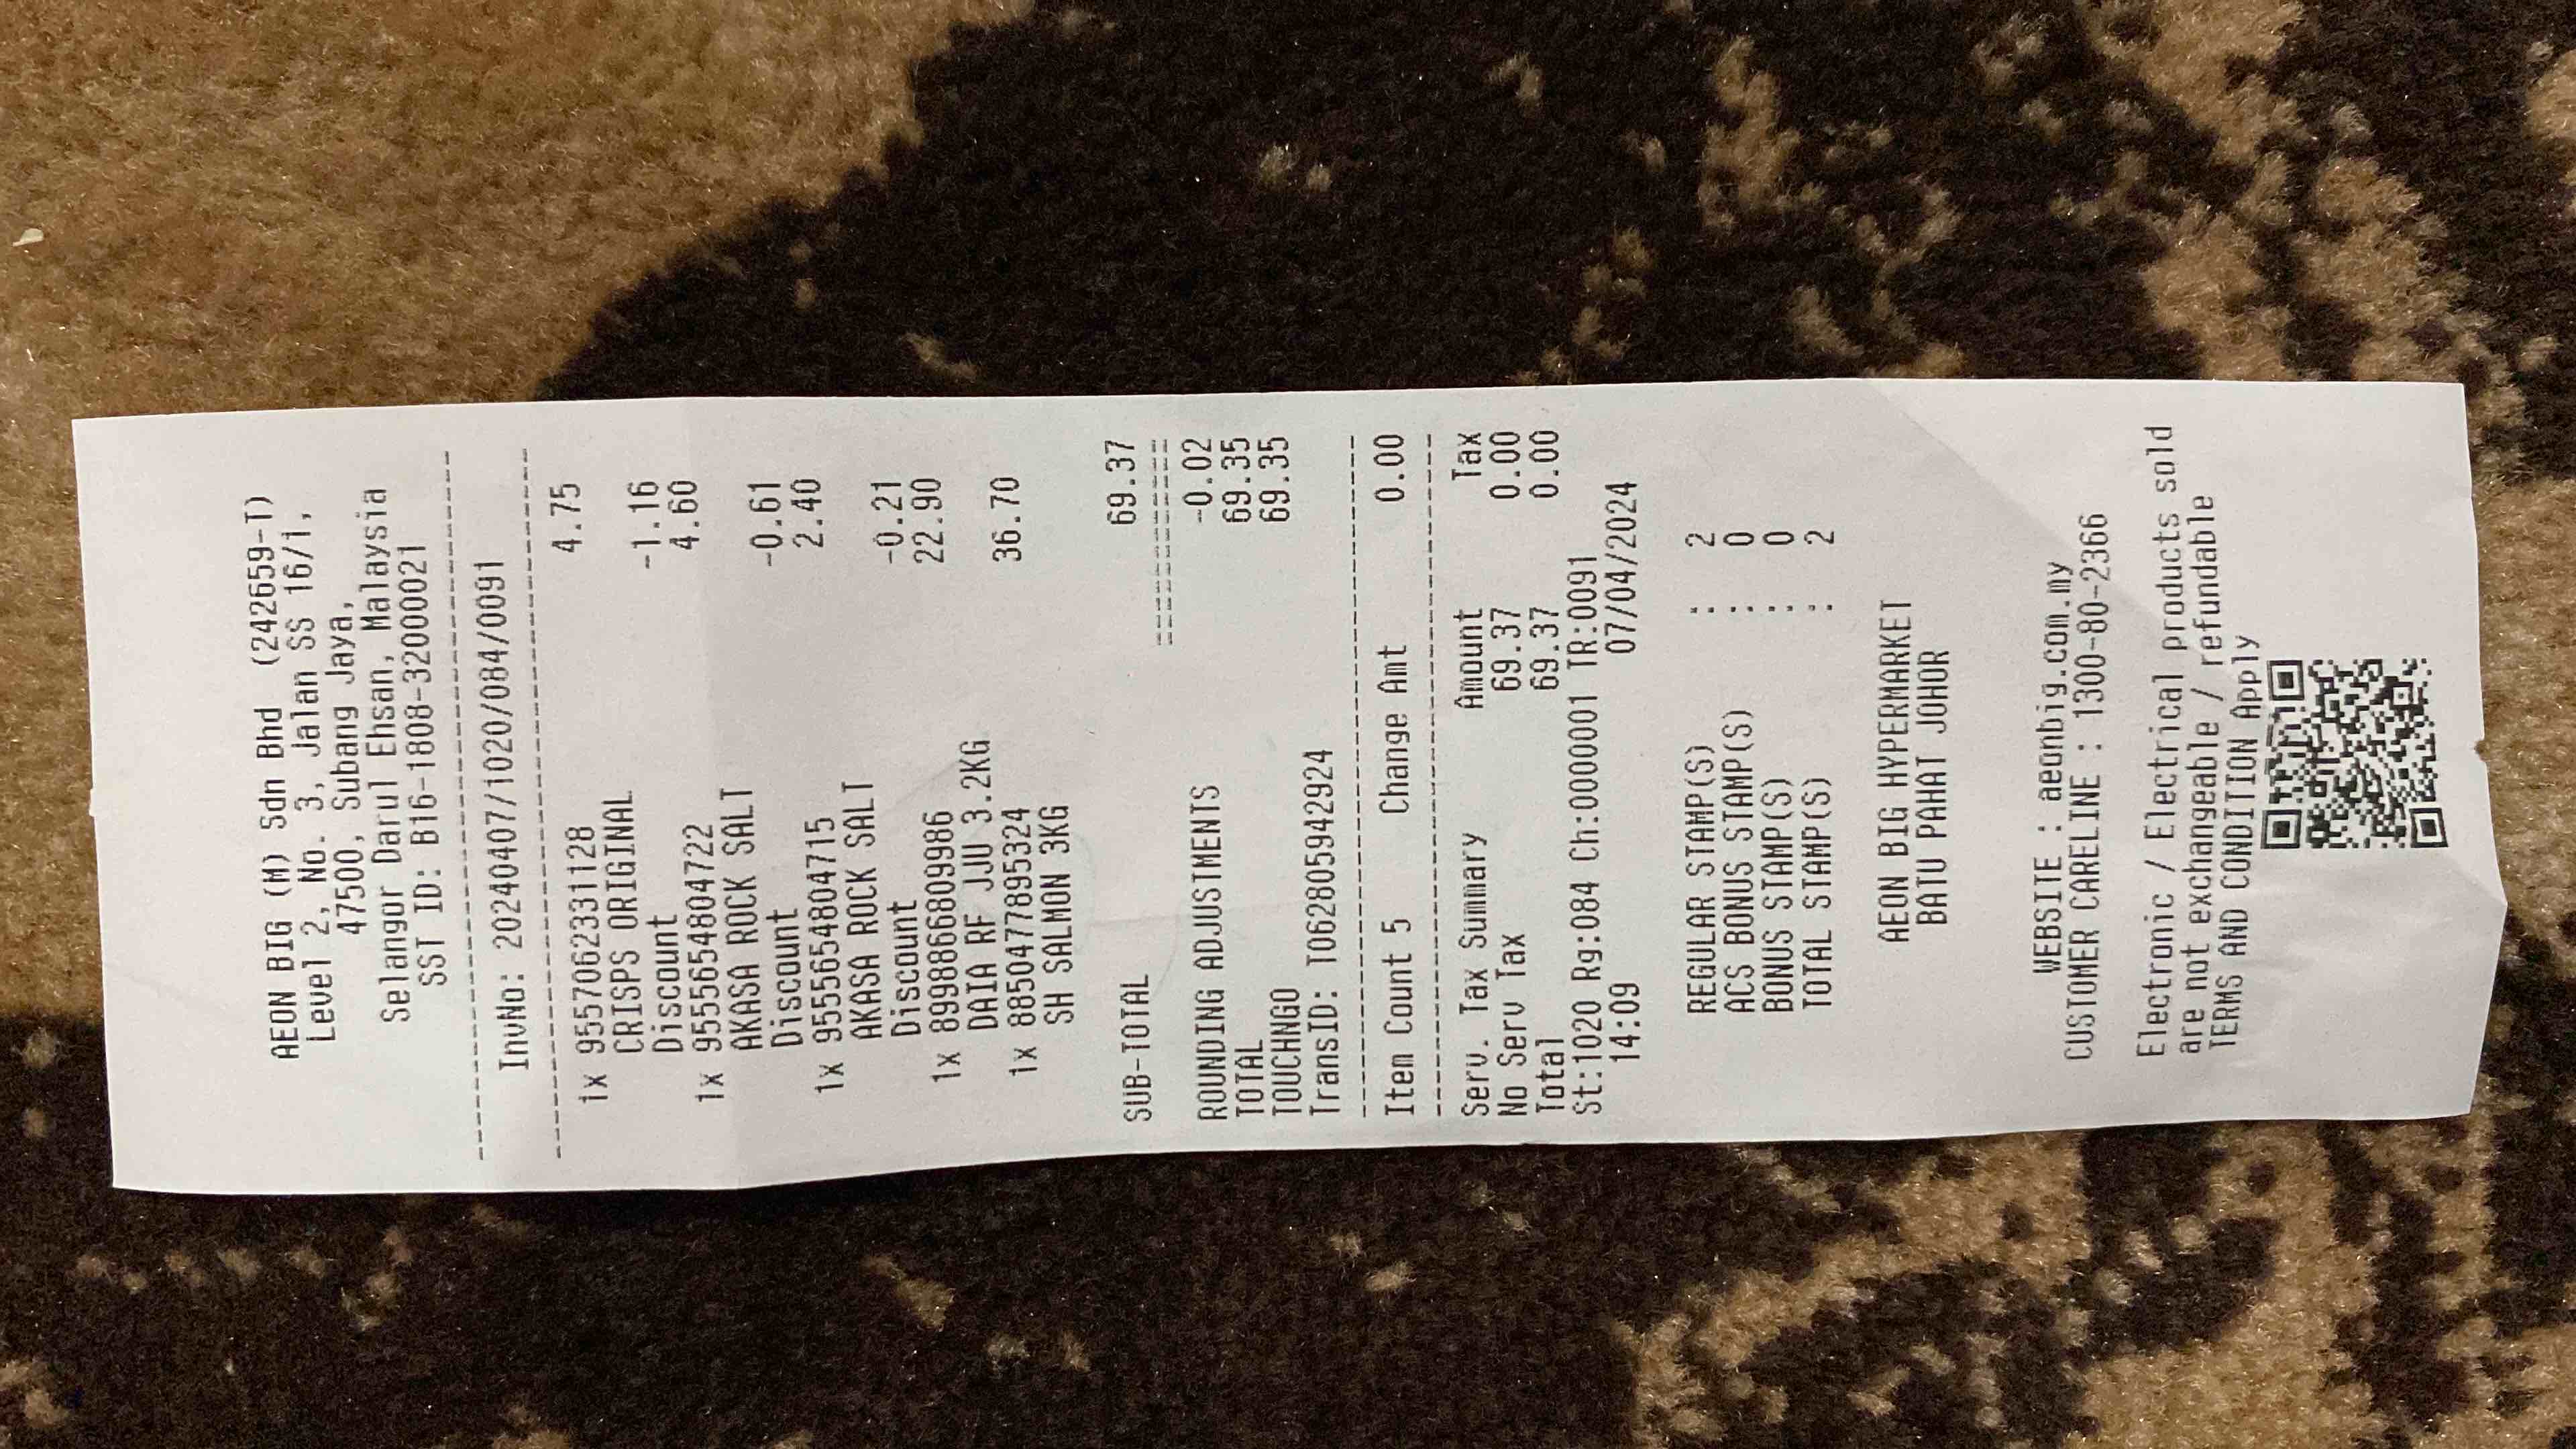 AEON BIG (M) Sdn Bhd (242659-T)
Level 2, No. 3, Jalan SS 16/1,
47500, Subang Jaya,
Selangor Darul Ehsan, Malaysia
SST ID: B16-1808-32000021
--------------------------------
InvNo: 20240407/1020/084/0091
--------------------------------
1x 9557062331128 4.75
CRISPS ORIGINAL
Discount -1.16
1x 9555654804722 4.60
AKASA ROCK SALT
Discount -0.61
1x 9555654804715 2.40
AKASA ROCK SALT
Discount -0.21
1x 8998866809986 22.90
DAIA RF JJU 3.2KG
1x 8850477895324 36.70
SH SALMON 3KG
SUB-TOTAL 69.37
==========
ROUNDING ADJUSTMENTS -0.02
TOTAL 69.35
TOUCHNGO 69.35
TransID: T062805942924
--------------------------------
Item Count 5 Change Amt 0.00
--------------------------------
Serv. Tax Summary Amount Tax
No Serv Tax 69.37 0.00
Total 69.37 0.00
St:1020 Rg:084 Ch:0000001 TR:0091
14:09 07/04/2024
REGULAR STAMP(S) : 2
ACS BONUS STAMP(S) : 0
BONUS STAMP(S) : 0
TOTAL STAMP(S) : 2
AEON BIG HYPERMARKET
BATU PAHAT JOHOR
WEBSITE : aeonbig.com.my
CUSTOMER CARELINE : 1300-80-2366
Electronic / Electrical products sold
are not exchangeable / refundable
TERMS AND CONDITION Apply